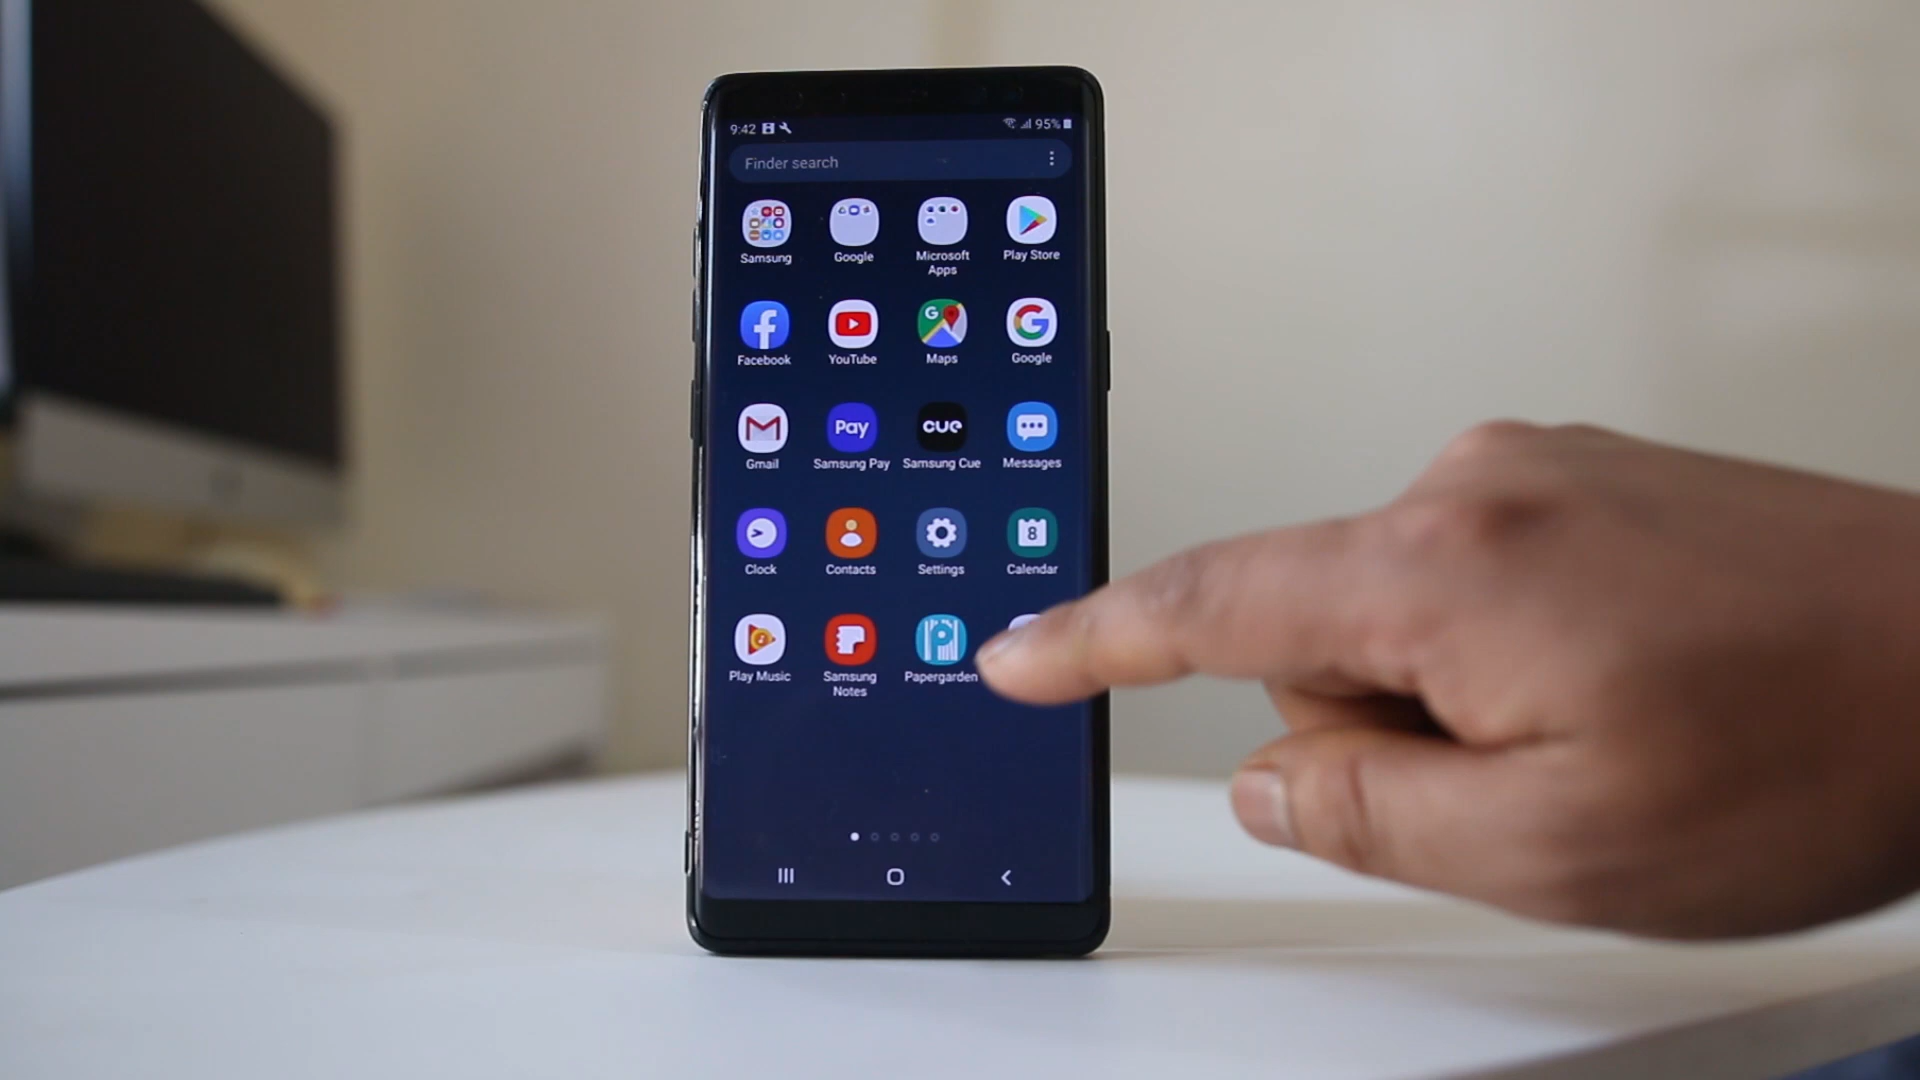 9:42 95%
Finder search
Samsung Google Microsoft Apps Play Store
Facebook YouTube Maps Google
Pay cue
Gmail Samsung Pay Samsung Cue Messages
8
Clock Contacts Settings Calendar
Play Music Samsung Notes Papergarden